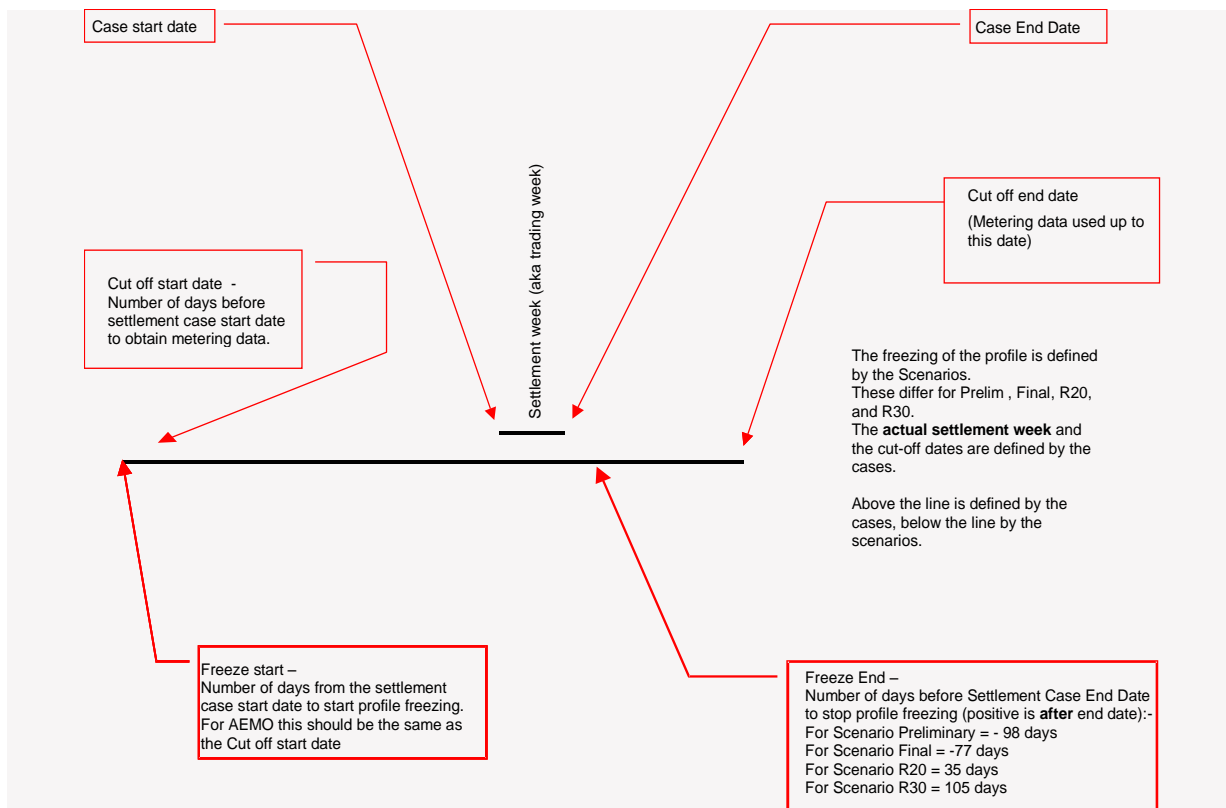 Case start date
Case End Date
Settlement week (aka trading week)
Cut off end date
(Metering data used up to
this date)
Cut off start date  -
Number of days before
settlement case start date
to obtain metering data.
The freezing of the profile is defined
by the Scenarios.
These differ for Prelim , Final, R20,
and R30.
The actual settlement week and
the cut-off dates are defined by the
cases.
Above the line is defined by the
cases, below the line by the
scenarios.
Freeze start –
Number of days from the settlement
case start date to start profile freezing.
For AEMO this should be the same as
the Cut off start date
Freeze End –
Number of days before Settlement Case End Date
to stop profile freezing (positive is after end date):-
For Scenario Preliminary = - 98 days
For Scenario Final = -77 days
For Scenario R20 = 35 days
For Scenario R30 = 105 days